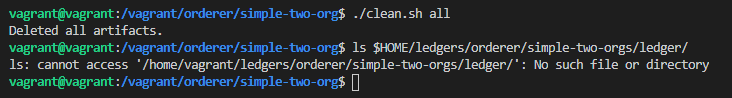 vagrant@vagrant:/vagrant/orderer/simple-two-org$ ./clean.sh all
Deleted all artifacts.
vagrant@vagrant:/vagrant/orderer/simple-two-org$ ls $HOME/ledgers/orderer/simple-two-orgs/ledger/
ls: cannot access '/home/vagrant/ledgers/orderer/simple-two-orgs/ledger/': No such file or directory
vagrant@vagrant:/vagrant/orderer/simple-two-org$